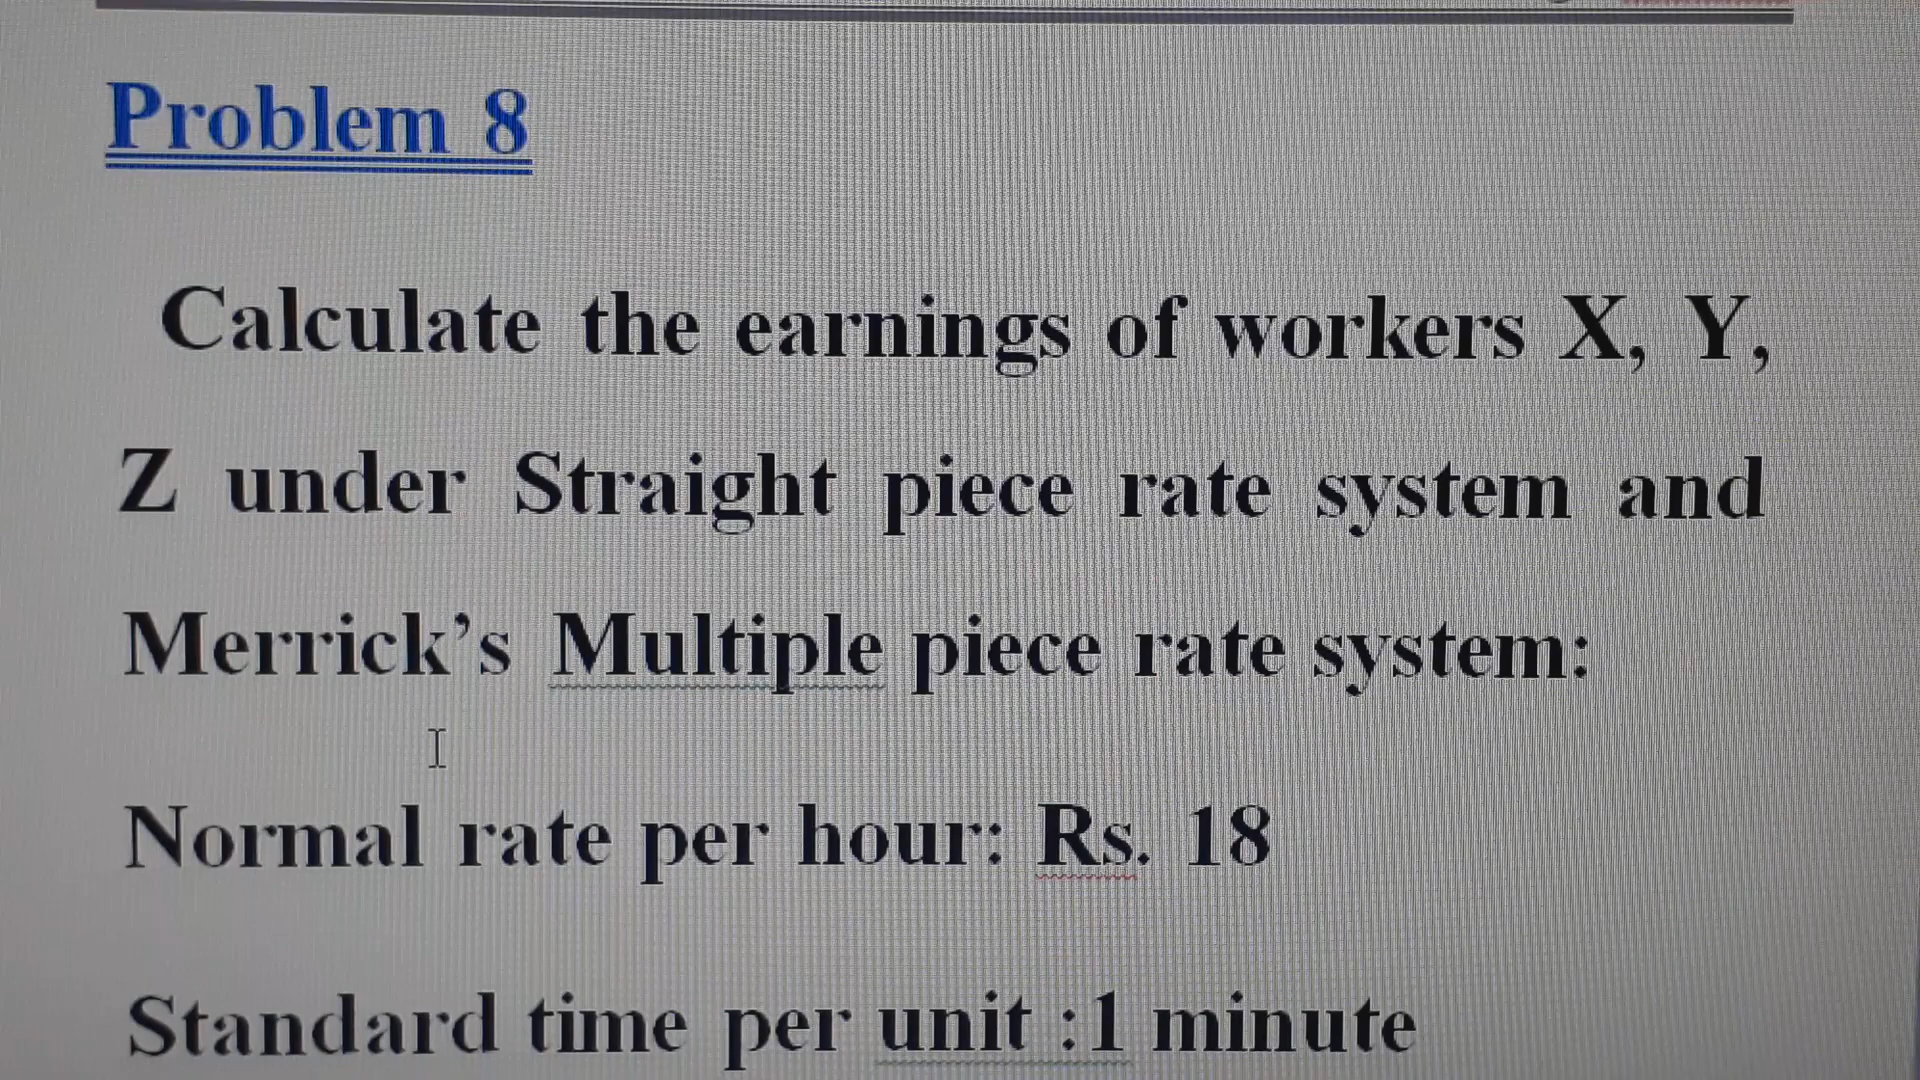 Problem 8
Calculate the earnings of workers X, Y,
Z under Straight piece rate system and
Merrick's Multiple piece rate system:
Normal rate per hour: Rs. 18
Standard time per unit :1 minute